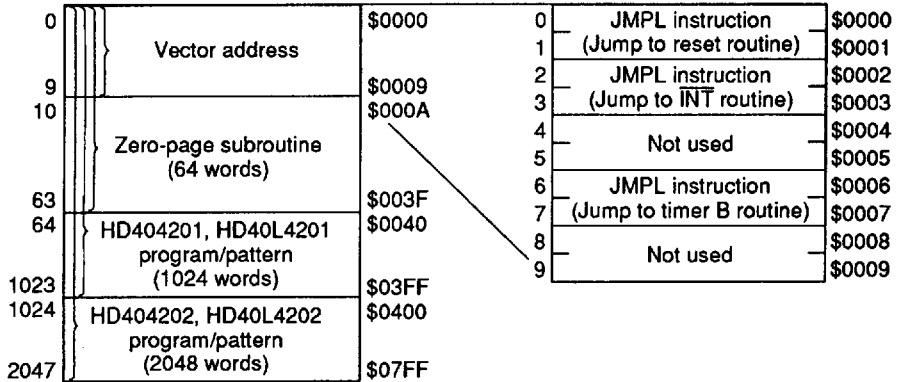 0
Vector address
$0000
9
$0009
10
Zero-page subroutine
(64 words)
$000A
63
$003F
64
HD404201, HD40L4201
program/pattern
(1024 words)
$0040
1023
$03FF
1024
HD404202, HD40L4202
program/pattern
(2048 words)
$0400
2047
$07FF
0
JMPL instruction
$0000
1
(Jump to reset routine)
$0001
2
JMPL instruction
$0002
3
(Jump to I̅N̅T̅ routine)
$0003
4
Not used
$0004
5
$0005
6
JMPL instruction
$0006
7
(Jump to timer B routine)
$0007
8
Not used
$0008
9
$0009